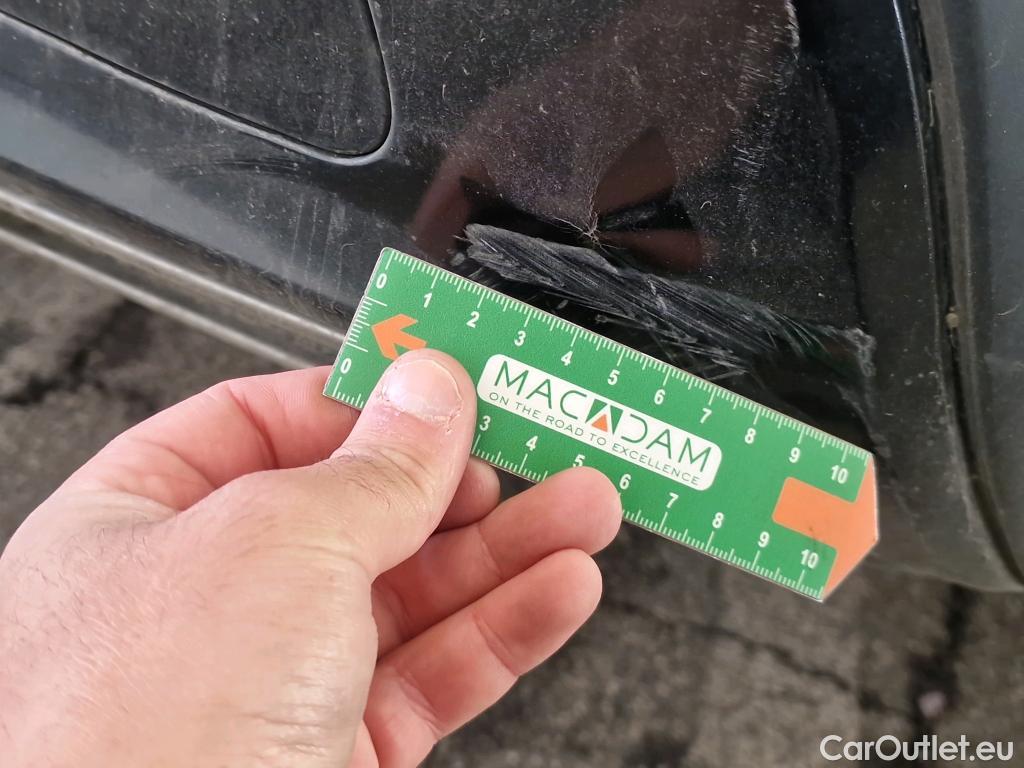 0 1 2 3 4 5 6 7 8 9 10
MACADAM
ON THE ROAD TO EXCELLENCE
0 3 4 5 6 7 8 9 10
CarOutlet.eu